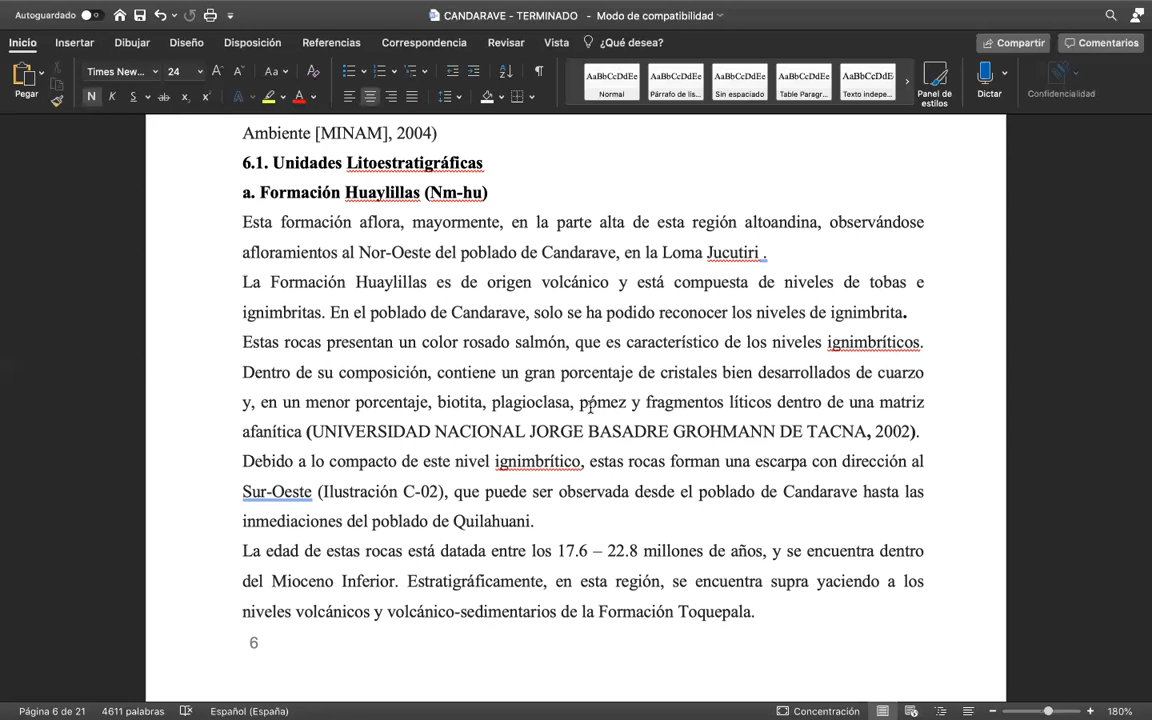 Autoguardado
CANDARAVE - TERMINADO - Modo de compatibilidad
Inicio Insertar Dibujar Diseño Disposición Referencias Correspondencia Revisar Vista ¿Qué desea? Compartir Comentarios
Pegar Times New... 24 A A Aa A
N K S ab x₂ x² A A
AaBbCcDdEe AaBbCcDdEe AaBbCcDdEe AaBbCcDdEe AaBbCcDdE
Normal Párrafo de lis... Sin espaciado Table Paragr... Texto indepe... Panel de estilos Dictar Confidencialidad
Ambiente [MINAM], 2004)
6.1. Unidades Litoestratigráficas
a. Formación Huaylillas (Nm-hu)
Esta formación aflora, mayormente, en la parte alta de esta región altoandina, observándose
afloramientos al Nor-Oeste del poblado de Candarave, en la Loma Jucutiri .
La Formación Huaylillas es de origen volcánico y está compuesta de niveles de tobas e
ignimbritas. En el poblado de Candarave, solo se ha podido reconocer los niveles de ignimbrita.
Estas rocas presentan un color rosado salmón, que es característico de los niveles ignimbríticos.
Dentro de su composición, contiene un gran porcentaje de cristales bien desarrollados de cuarzo
y, en un menor porcentaje, biotita, plagioclasa, pómez y fragmentos líticos dentro de una matriz
afanítica (UNIVERSIDAD NACIONAL JORGE BASADRE GROHMANN DE TACNA, 2002).
Debido a lo compacto de este nivel ignimbrítico, estas rocas forman una escarpa con dirección al
Sur-Oeste (Ilustración C-02), que puede ser observada desde el poblado de Candarave hasta las
inmediaciones del poblado de Quilahuani.
La edad de estas rocas está datada entre los 17.6 – 22.8 millones de años, y se encuentra dentro
del Mioceno Inferior. Estratigráficamente, en esta región, se encuentra supra yaciendo a los
niveles volcánicos y volcánico-sedimentarios de la Formación Toquepala.
6
Página 6 de 21 4611 palabras Español (España) Concentración 180%